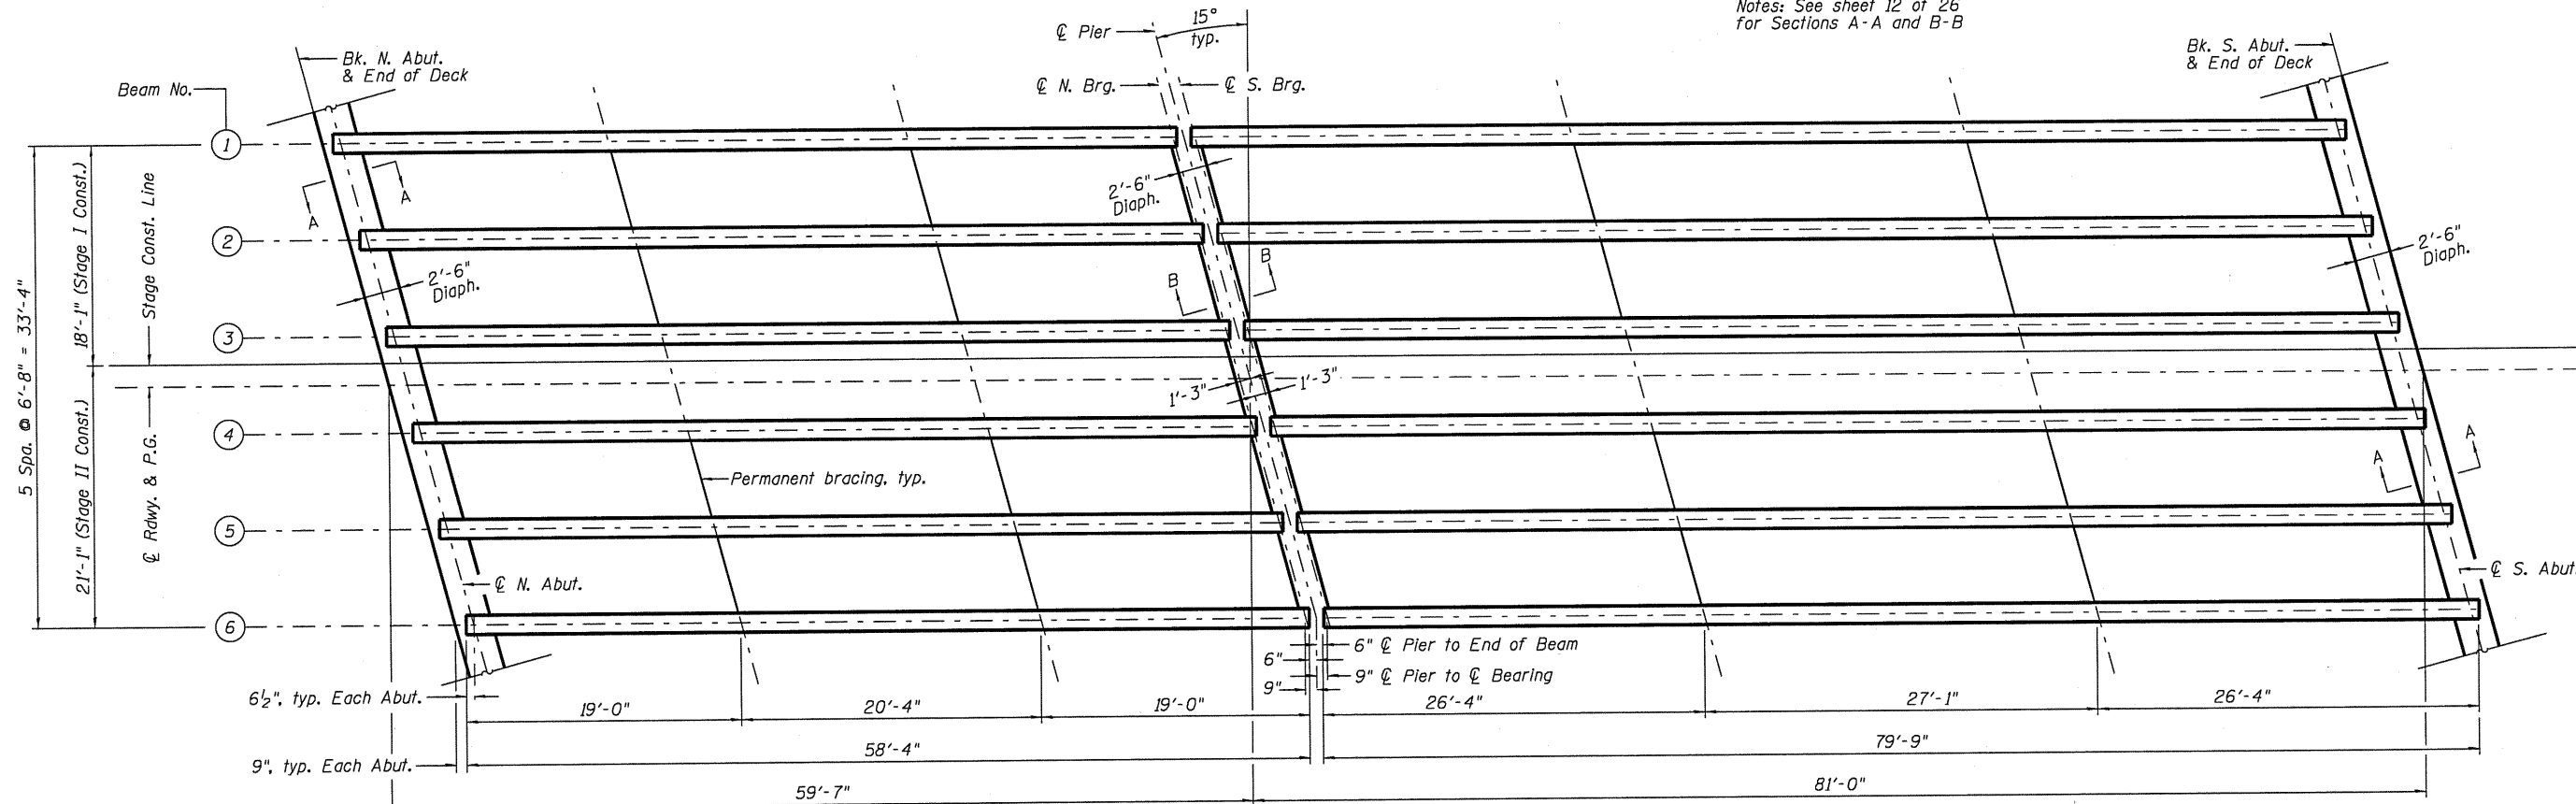 Notes: See sheet 12 of 26
for Sections A-A and B-B
15°
typ.
℄ Pier
Bk. N. Abut.
& End of Deck
Bk. S. Abut.
& End of Deck
Beam No.
℄ N. Brg.
℄ S. Brg.
1
2
3
4
5
6
A
A
2'-6"
Diaph.
2'-6"
Diaph.
B
B
2'-6"
Diaph.
1'-3"
1'-3"
A
A
5 Spa. @ 6'-8" = 33'-4"
18'-1" (Stage I Const.)
21'-1" (Stage II Const.)
Stage Const. Line
℄ Rdwy. & P.G.
Permanent bracing, typ.
℄ N. Abut.
℄ S. Abut.
6" ℄ Pier to End of Beam
6"
9" ℄ Pier to ℄ Bearing
9"
6½", typ. Each Abut.
19'-0"
20'-4"
19'-0"
26'-4"
27'-1"
26'-4"
58'-4"
79'-9"
9", typ. Each Abut.
59'-7"
81'-0"